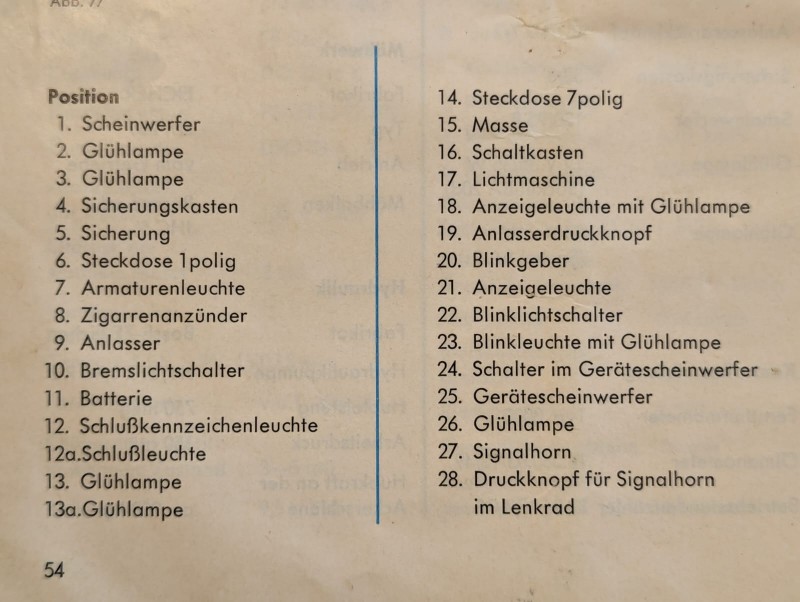 Abb. 77
Position
1. Scheinwerfer
2. Glühlampe
3. Glühlampe
4. Sicherungskasten
5. Sicherung
6. Steckdose 1polig
7. Armaturenleuchte
8. Zigarrenanzünder
9. Anlasser
10. Bremslichtschalter
11. Batterie
12. Schlußkennzeichenleuchte
12a.Schlußleuchte
13. Glühlampe
13a.Glühlampe
14. Steckdose 7polig
15. Masse
16. Schaltkasten
17. Lichtmaschine
18. Anzeigeleuchte mit Glühlampe
19. Anlasserdruckknopf
20. Blinkgeber
21. Anzeigeleuchte
22. Blinklichtschalter
23. Blinkleuchte mit Glühlampe
24. Schalter im Gerätescheinwerfer
25. Gerätescheinwerfer
26. Glühlampe
27. Signalhorn
28. Druckknopf für Signalhorn
im Lenkrad
54